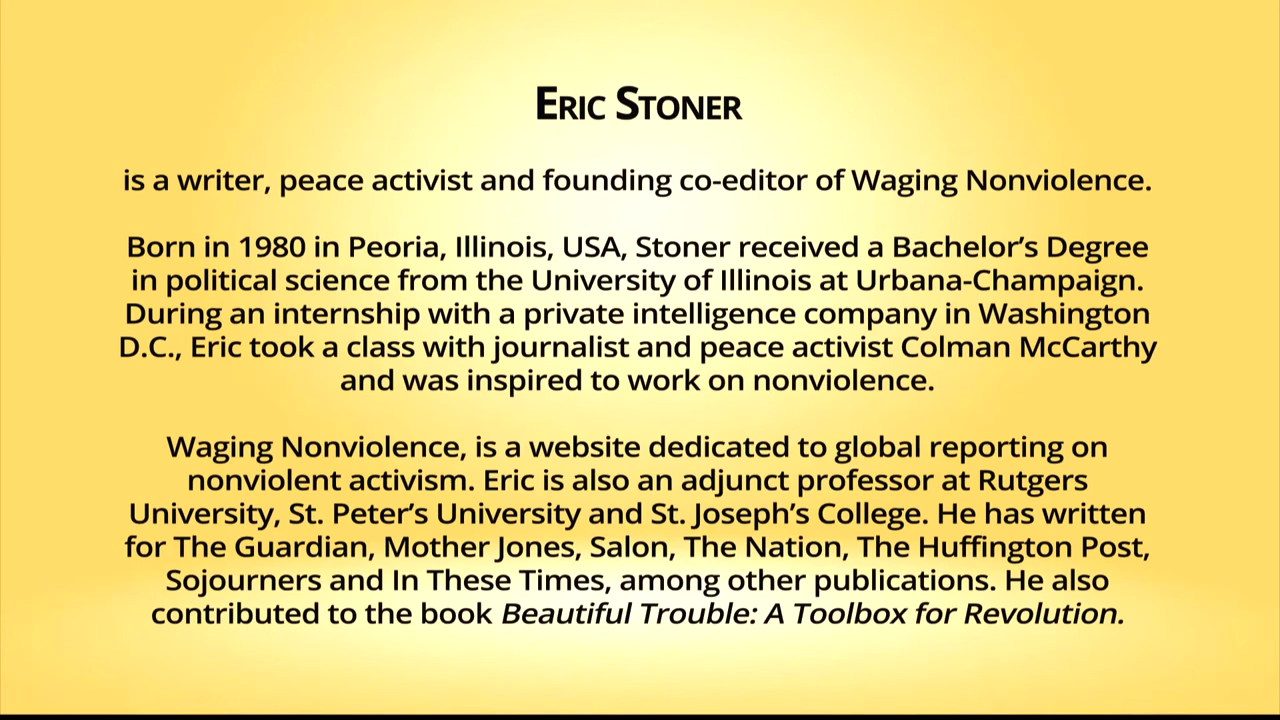 Eric Stoner
is a writer, peace activist and founding co-editor of Waging Nonviolence.
Born in 1980 in Peoria, Illinois, USA, Stoner received a Bachelor’s Degree
in political science from the University of Illinois at Urbana-Champaign.
During an internship with a private intelligence company in Washington
D.C., Eric took a class with journalist and peace activist Colman McCarthy
and was inspired to work on nonviolence.
Waging Nonviolence, is a website dedicated to global reporting on
nonviolent activism. Eric is also an adjunct professor at Rutgers
University, St. Peter’s University and St. Joseph’s College. He has written
for The Guardian, Mother Jones, Salon, The Nation, The Huffington Post,
Sojourners and In These Times, among other publications. He also
contributed to the book Beautiful Trouble: A Toolbox for Revolution.